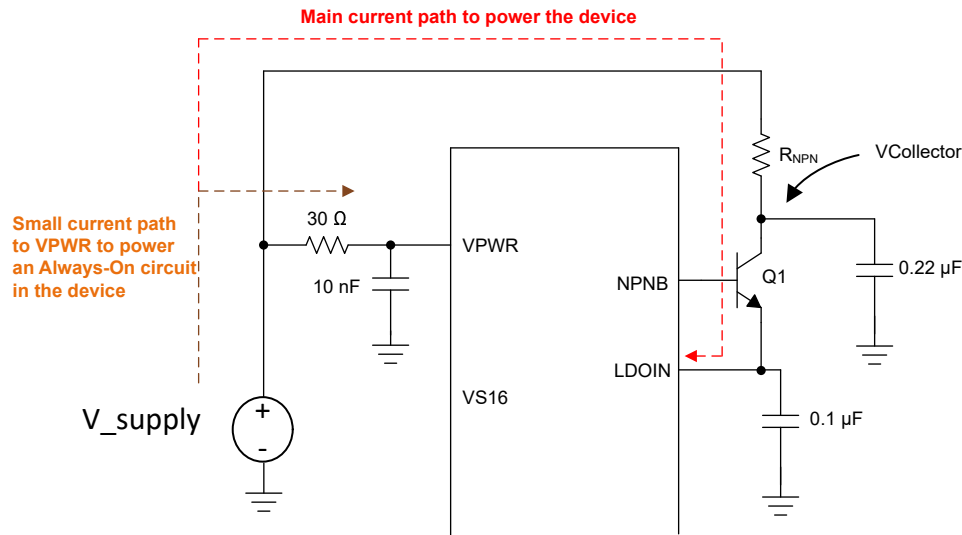 Main current path to power the device
RNPN
VCollector
Small current path
to VPWR to power
an Always-On circuit
in the device
30 Ω
VPWR
10 nF
NPNB
Q1
0.22 µF
LDOIN
VS16
V_supply
+
-
0.1 µF